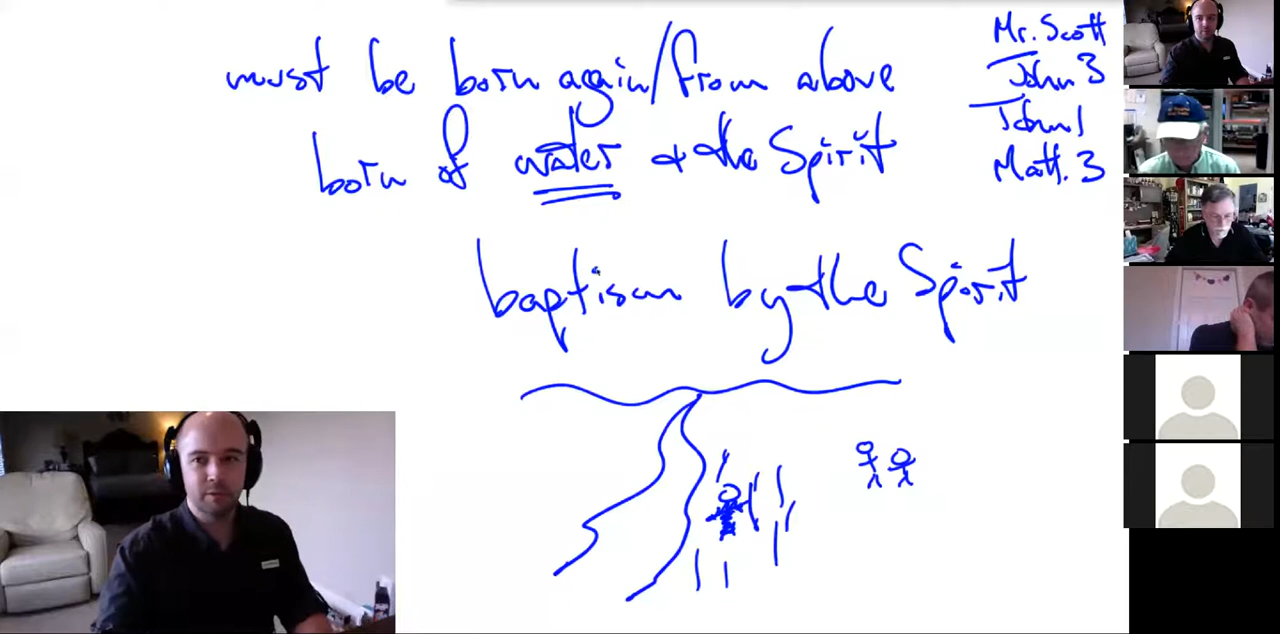 must be born again/from above
born of water & the Spirit
baptism by the Spirit
Mr. Scott
John 3
John 1
Matt. 3